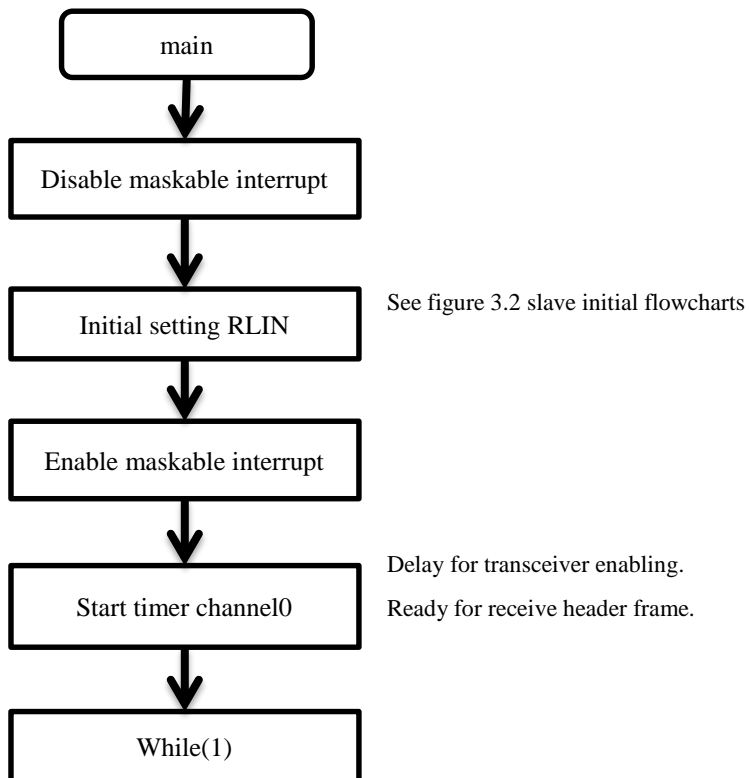 main
Disable maskable interrupt
See figure 3.2 slave initial flowcharts
Initial setting RLIN
Enable maskable interrupt
Delay for transceiver enabling.
Start timer channel0
Ready for receive header frame.
While(1)